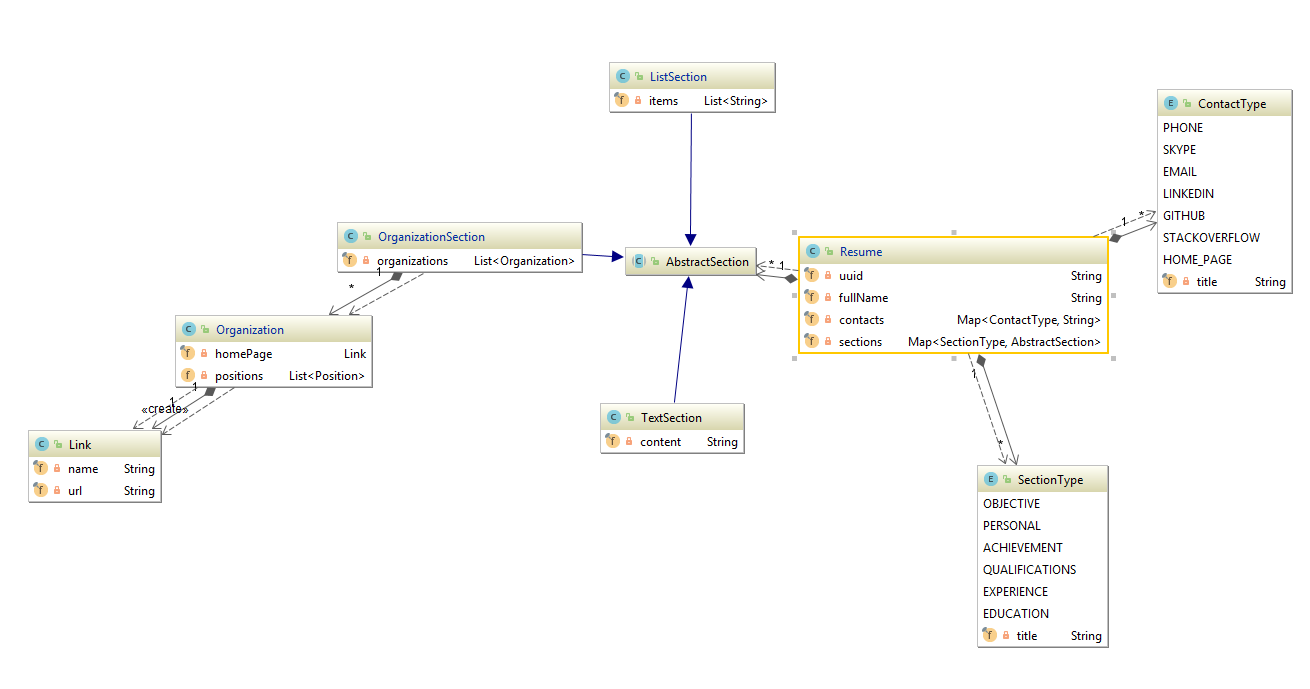 ListSection
items List<String>
ContactType
PHONE
SKYPE
EMAIL
LINKEDIN
GITHUB
STACKOVERFLOW
HOME_PAGE
title String
1 *
OrganizationSection
organizations List<Organization>
1
*
AbstractSection
* 1
Resume
uuid String
fullName String
contacts Map<ContactType, String>
sections Map<SectionType, AbstractSection>
1
*
Organization
homePage Link
positions List<Position>
1
1
«create»
Link
name String
url String
TextSection
content String
SectionType
OBJECTIVE
PERSONAL
ACHIEVEMENT
QUALIFICATIONS
EXPERIENCE
EDUCATION
title String